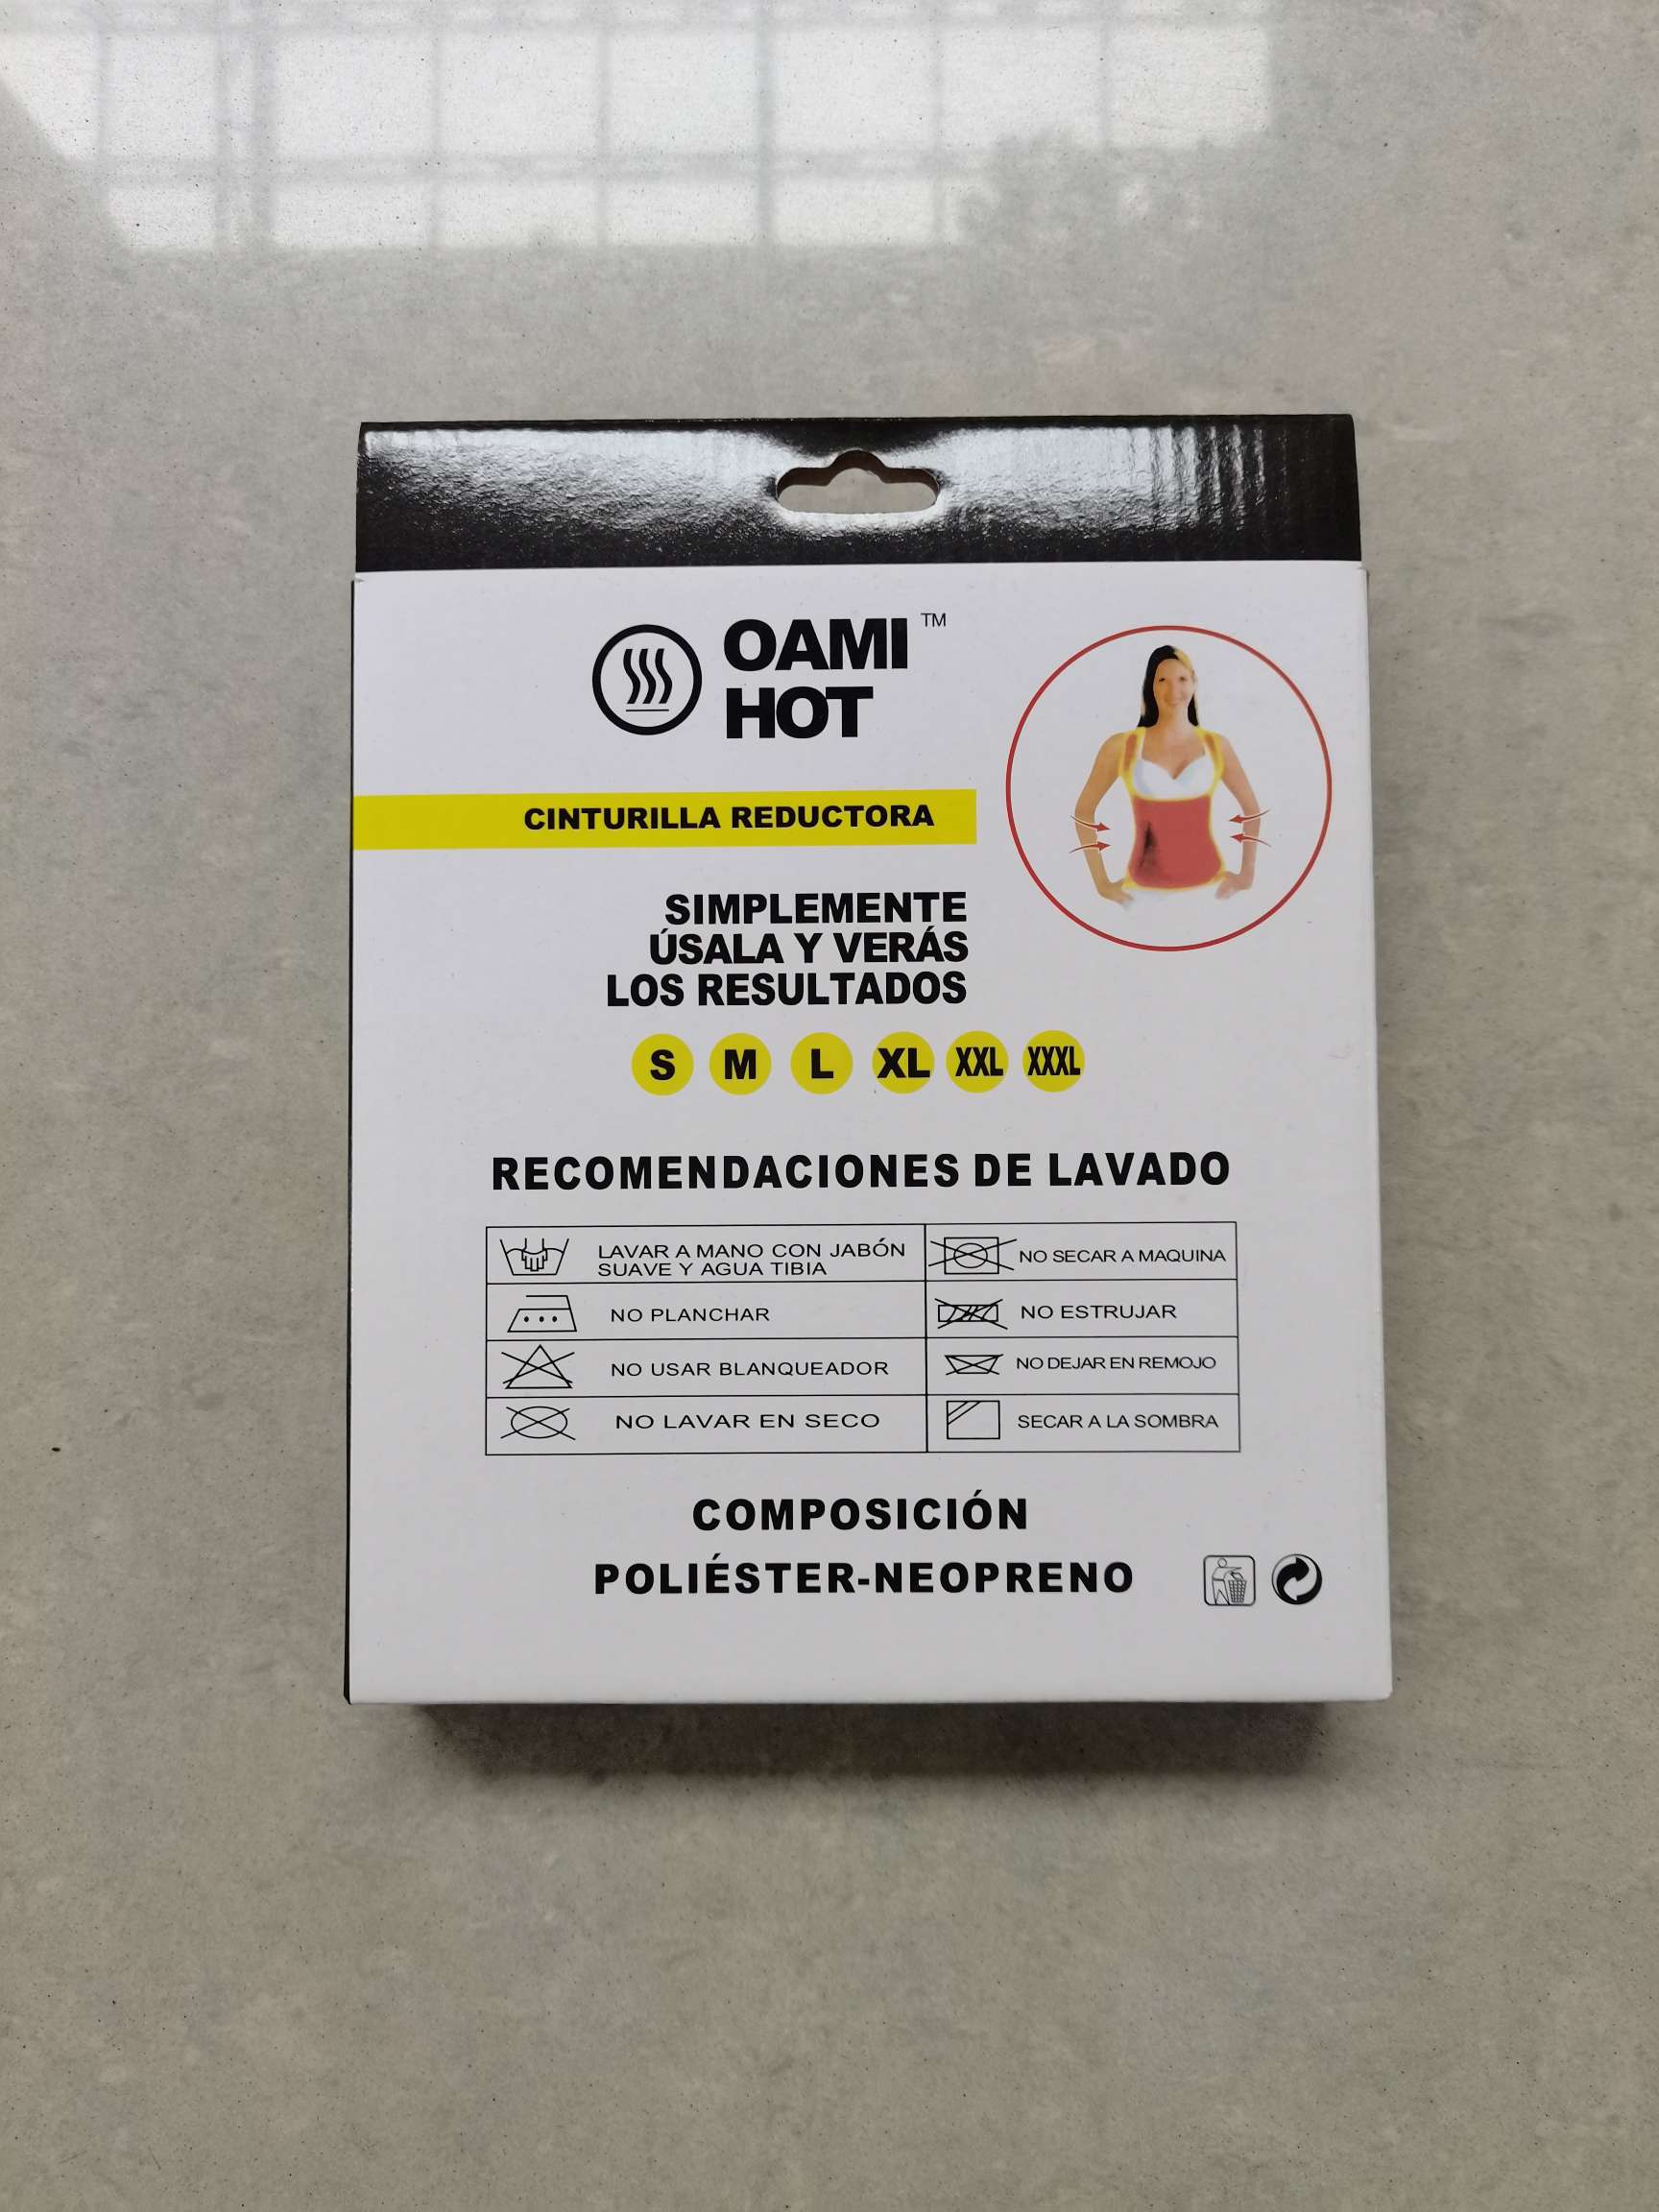 OAMI ™
HOT
CINTURILLA REDUCTORA
SIMPLEMENTE
ÚSALA Y VERÁS
LOS RESULTADOS
S M L XL XXL XXXL
RECOMENDACIONES DE LAVADO
LAVAR A MANO CON JABÓN
SUAVE Y AGUA TIBIA
NO SECAR A MAQUINA
NO PLANCHAR
NO ESTRUJAR
NO USAR BLANQUEADOR
NO DEJAR EN REMOJO
NO LAVAR EN SECO
SECAR A LA SOMBRA
COMPOSICIÓN
POLIÉSTER-NEOPRENO